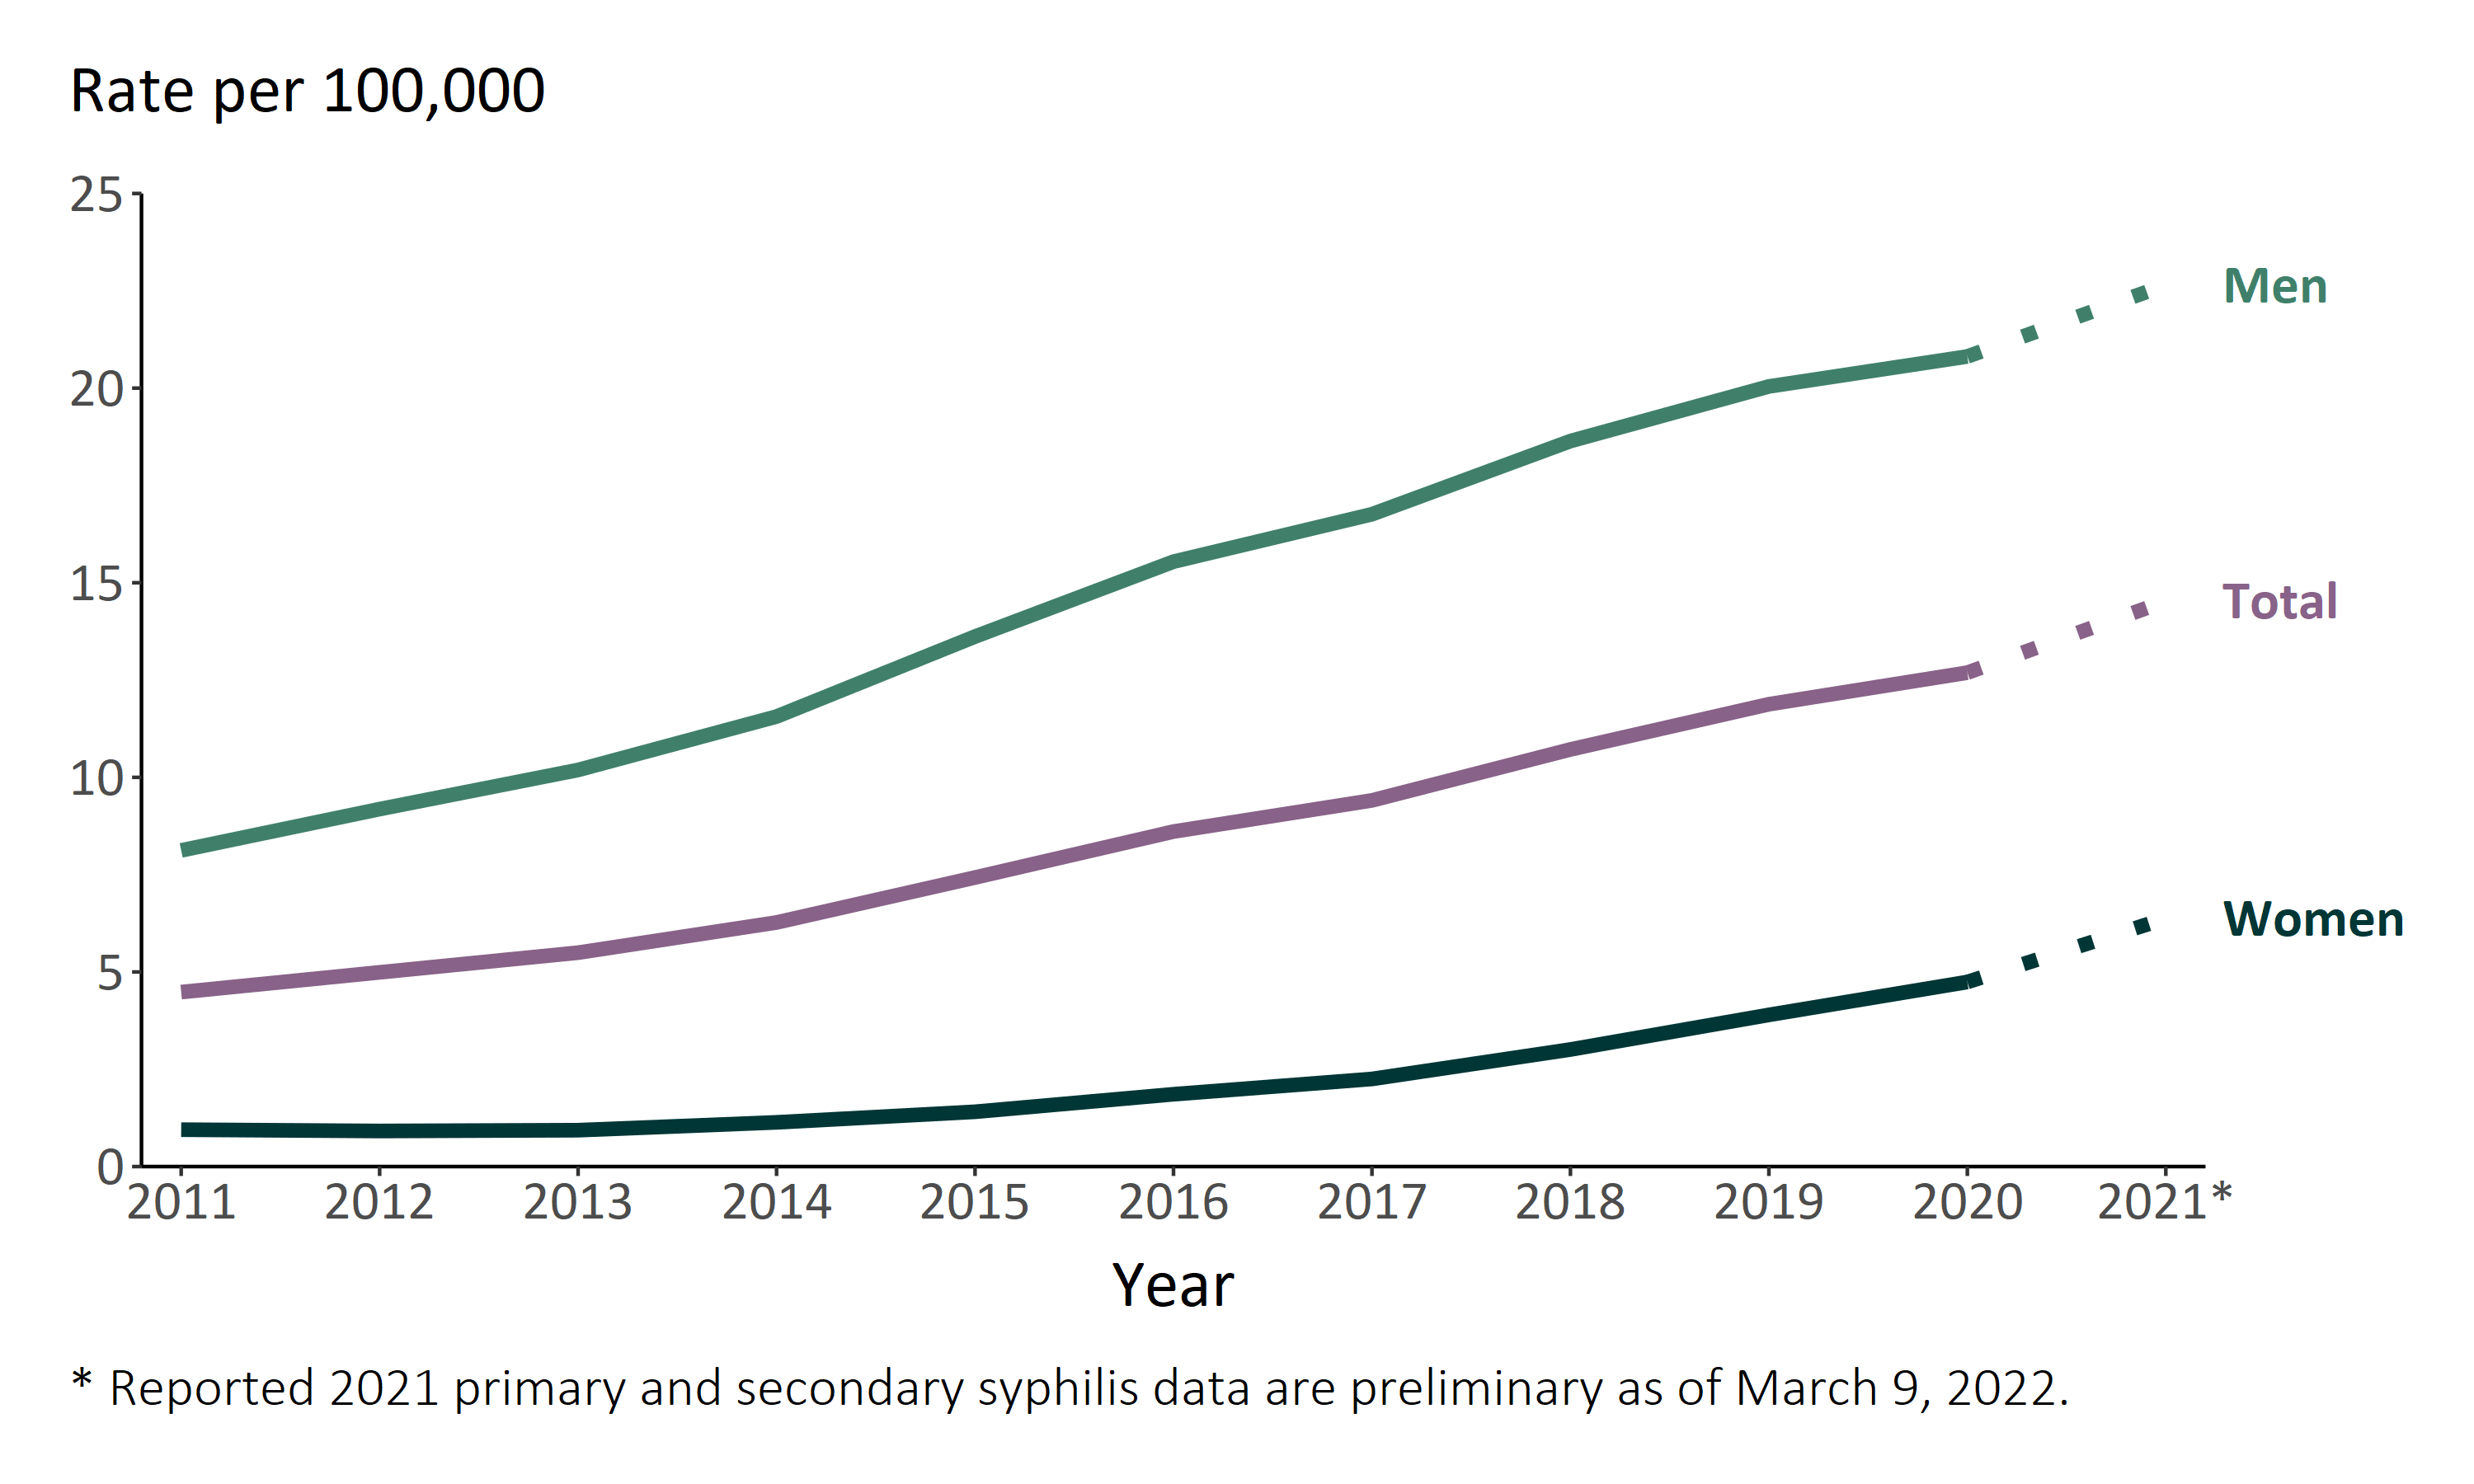 Rate per 100,000
25
20
15
10
5
0
Men
Total
Women
2011 2012 2013 2014 2015 2016 2017 2018 2019 2020 2021*
Year
* Reported 2021 primary and secondary syphilis data are preliminary as of March 9, 2022.